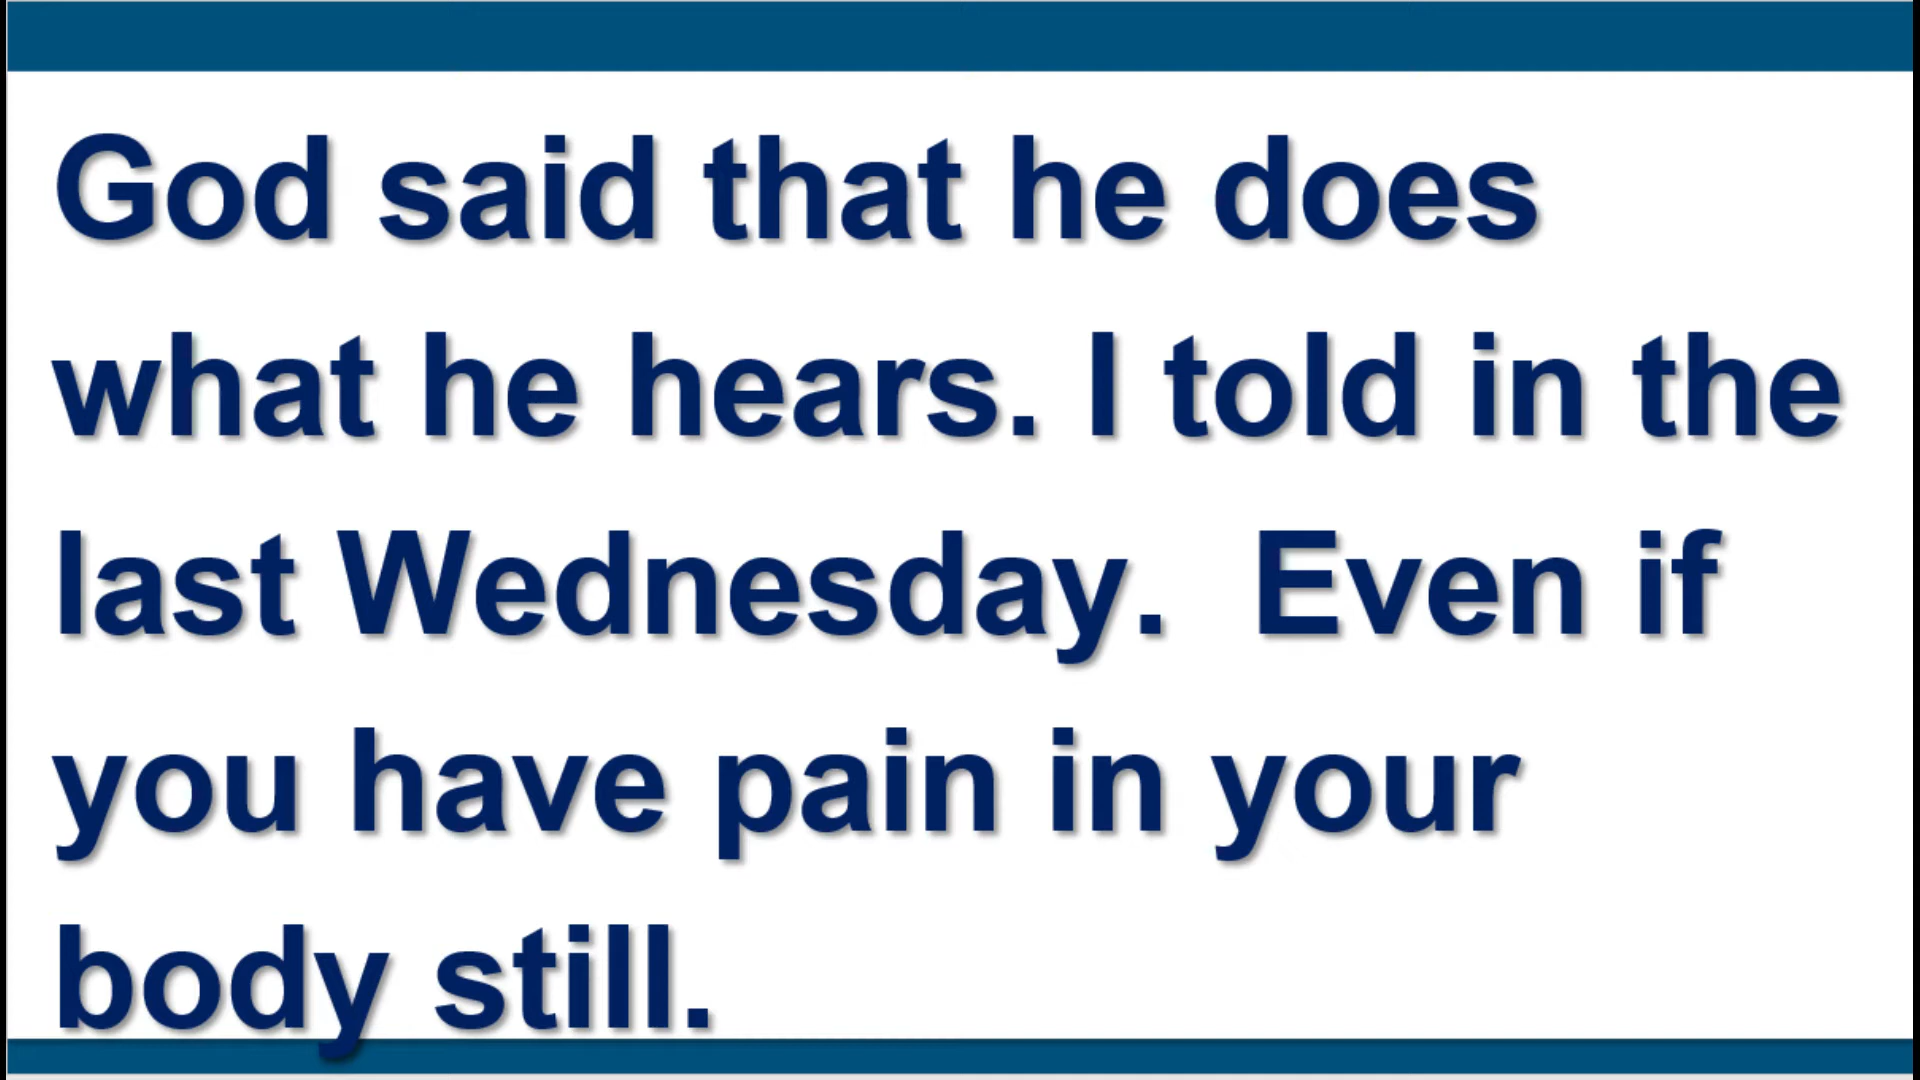 God said that he does
what he hears. I told in the
last Wednesday.  Even if
you have pain in your
body still.